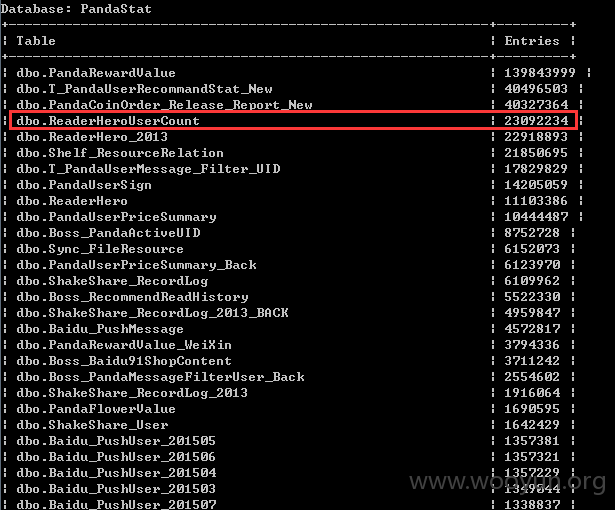 Database: PandaStat
+------------------------------------------------------+---------+
¦ Table ¦ Entries ¦
+------------------------------------------------------+---------+
¦ dbo.PandaRewardValue ¦ 139843999 ¦
¦ dbo.T_PandaUserRecommandStat_New ¦ 40496503 ¦
¦ dbo.PandaCoinOrder_Release_Report_New ¦ 40327364 ¦
¦ dbo.ReaderHeroUserCount ¦ 23092234 ¦
¦ dbo.ReaderHero_2013 ¦ 22918893 ¦
¦ dbo.Shelf_ResourceRelation ¦ 21850695 ¦
¦ dbo.T_PandaUserMessage_Filter_UID ¦ 17829829 ¦
¦ dbo.PandaUserSign ¦ 14205059 ¦
¦ dbo.ReaderHero ¦ 11103386 ¦
¦ dbo.PandaUserPriceSummary ¦ 10444487 ¦
¦ dbo.Boss_PandaActiveUID ¦ 8752728 ¦
¦ dbo.Sync_FileResource ¦ 6152073 ¦
¦ dbo.PandaUserPriceSummary_Back ¦ 6123970 ¦
¦ dbo.ShakeShare_RecordLog ¦ 6109962 ¦
¦ dbo.Boss_RecommendReadHistory ¦ 5522330 ¦
¦ dbo.ShakeShare_RecordLog_2013_BACK ¦ 4959847 ¦
¦ dbo.Baidu_PushMessage ¦ 4572817 ¦
¦ dbo.PandaRewardValue_WeiXin ¦ 3794336 ¦
¦ dbo.Boss_Baidu91ShopContent ¦ 3711242 ¦
¦ dbo.Boss_PandaMessageFilterUser_Back ¦ 2554602 ¦
¦ dbo.ShakeShare_RecordLog_2013 ¦ 1916064 ¦
¦ dbo.PandaFlowerValue ¦ 1690595 ¦
¦ dbo.ShakeShare_User ¦ 1642429 ¦
¦ dbo.Baidu_PushUser_201505 ¦ 1357381 ¦
¦ dbo.Baidu_PushUser_201506 ¦ 1357321 ¦
¦ dbo.Baidu_PushUser_201504 ¦ 1357229 ¦
¦ dbo.Baidu_PushUser_201503 ¦ 1349044 ¦
¦ dbo.Baidu_PushUser_201507 ¦ 1338837 ¦
www.wooyun.org